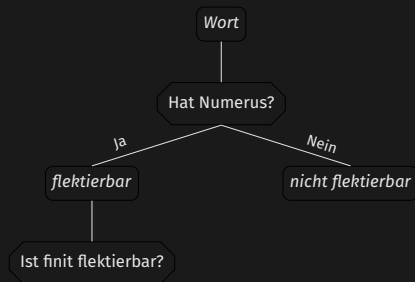 Wort
Hat Numerus?
Ja
Nein
flektierbar
nicht flektierbar
Ist finit flektierbar?